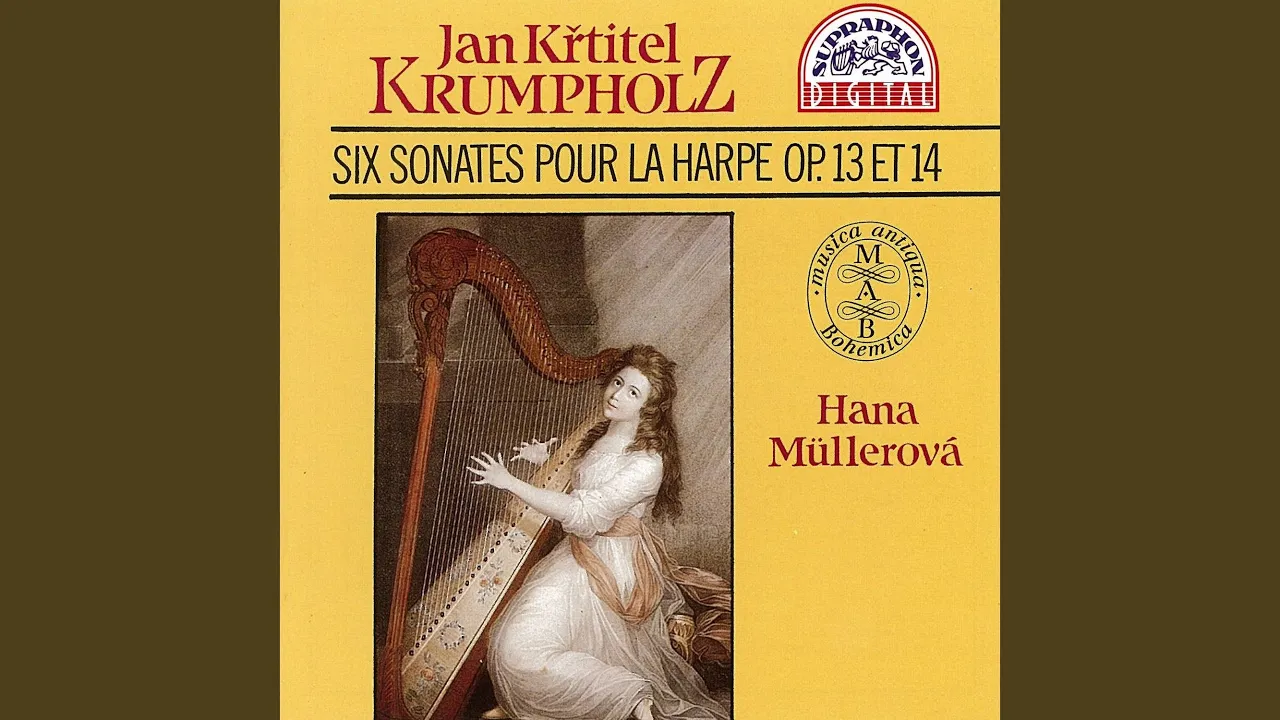 Jan Křtitel
KRUMPHOLZ
SUPRAPHON
DIGITAL
SIX SONATES POUR LA HARPE OP. 13 ET 14
musica antiqua
M
A
B
Bohemica
Hana
Müllerová